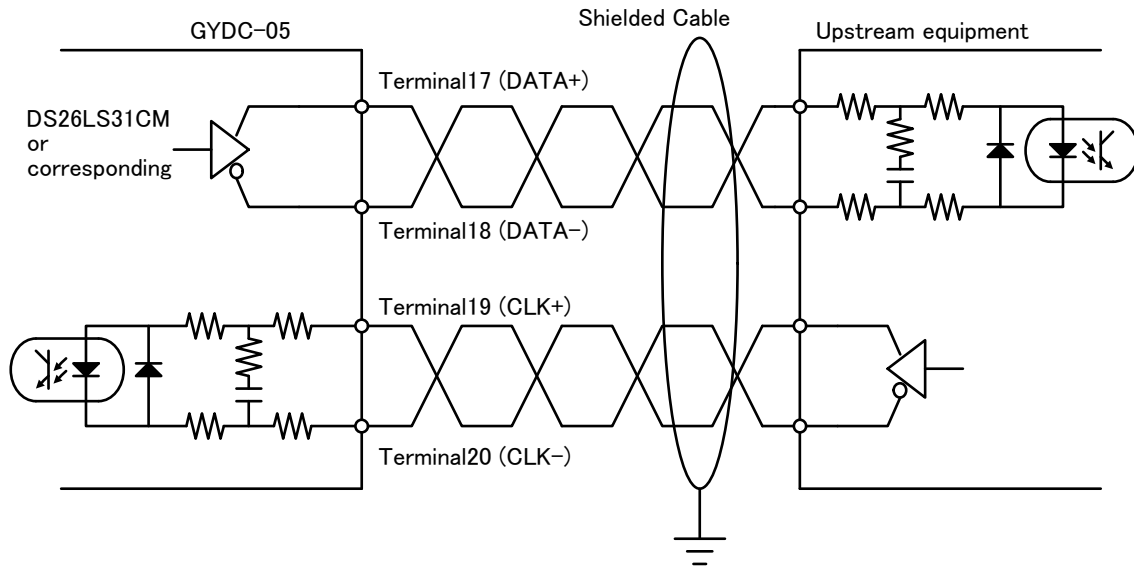 Shielded Cable
GYDC-05
Upstream equipment
Terminal17 (DATA+)
DS26LS31CM
or
corresponding
Terminal18 (DATA-)
Terminal19 (CLK+)
Terminal20 (CLK-)